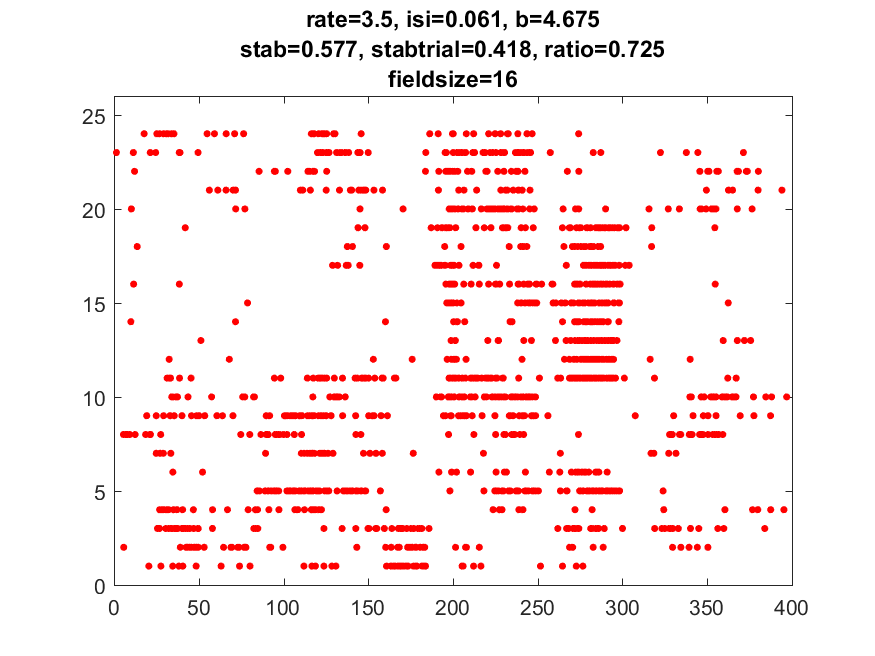 rate=3.5, isi=0.061, b=4.675
stab=0.577, stabtrial=0.418, ratio=0.725
fieldsize=16
25
20
15
10
5
0
0 50 100 150 200 250 300 350 400